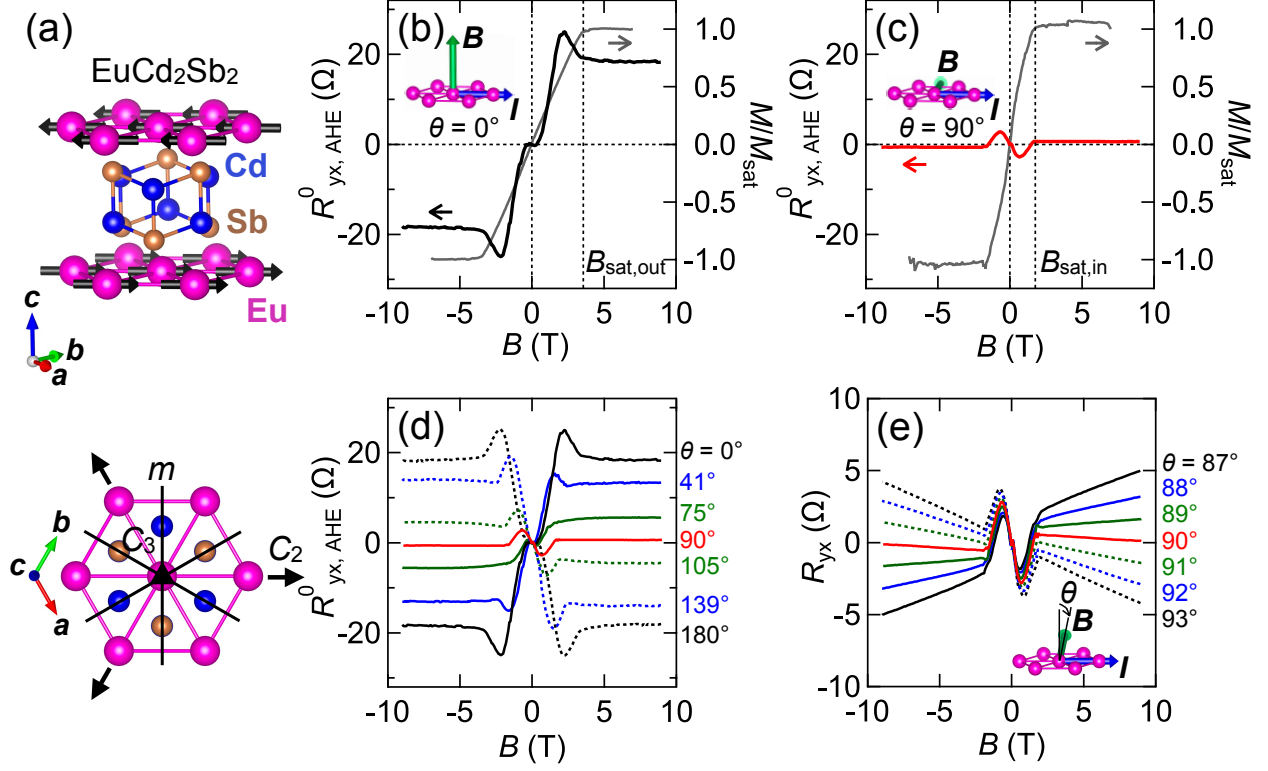 (a)
EuCd₂Sb₂
Cd
Sb
Eu
c
b
a
m
C₃
C₂
b
c
a
(b)
R⁰yx, AHE (Ω)
20
0
-20
B
I
θ = 0°
Bsat,out
1.0
0.5
0.0
-0.5
-1.0
M/Msat
-10
-5
0
5
10
B (T)
(c)
R⁰yx, AHE (Ω)
20
0
-20
B
I
θ = 90°
Bsat,in
1.0
0.5
0.0
-0.5
-1.0
M/Msat
-10
-5
0
5
10
B (T)
(d)
R⁰yx, AHE (Ω)
20
0
-20
θ = 0°
41°
75°
90°
105°
139°
180°
-10
-5
0
5
10
B (T)
(e)
Ryx (Ω)
10
5
0
-5
-10
θ = 87°
88°
89°
90°
91°
92°
93°
θ
B
I
-10
-5
0
5
10
B (T)